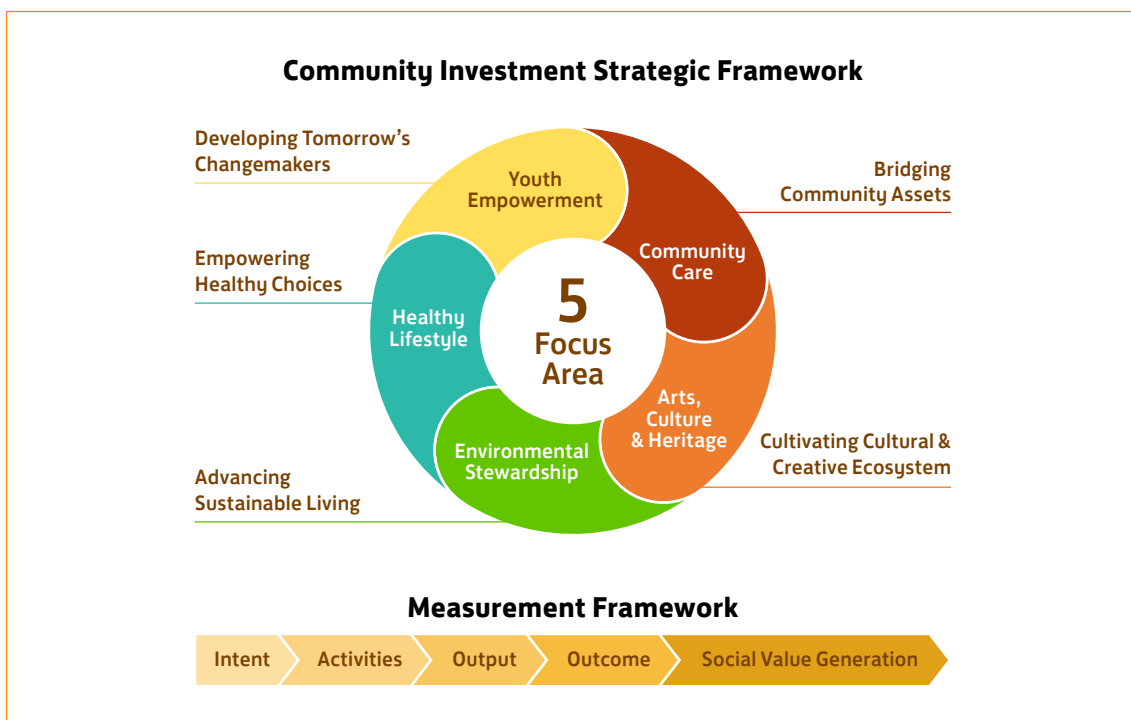 Community Investment Strategic Framework
Developing Tomorrow's
Changemakers
Youth
Empowerment
Bridging
Community Assets
Community
Care
Empowering
Healthy Choices
Healthy
Lifestyle
5
Focus
Area
Arts,
Culture
& Heritage
Cultivating Cultural &
Creative Ecosystem
Environmental
Stewardship
Advancing
Sustainable Living
Measurement Framework
Intent
Activities
Output
Outcome
Social Value Generation